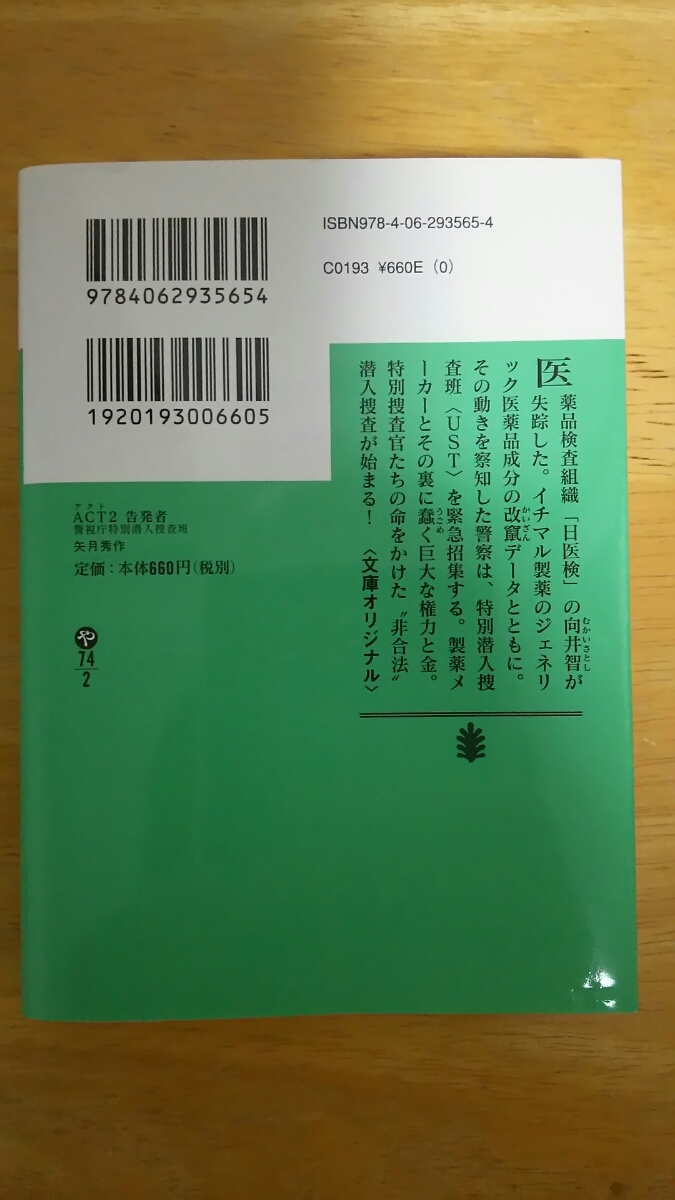 9784062935654
1920193006605
ISBN978-4-06-293565-4
C0193 ¥660E (0)
医薬品検査組織「日医検」の向井智が
むかいさとし
失踪した。イチマル製薬のジェネリ
ック医薬品成分の改竄データとともに。
かいざん
その動きを察知した警察は、特別潜入捜
査班〈UST〉を緊急招集する。製薬メ
ーカーとその裏に蠢く巨大な権力と金。
うごめ
特別捜査官たちの命をかけた〝非合法〟
潜入捜査が始まる！〈文庫オリジナル〉
アクト
ACT2 告発者
警視庁特別潜入捜査班
矢月秀作
定価：本体660円（税別）
や
74
2